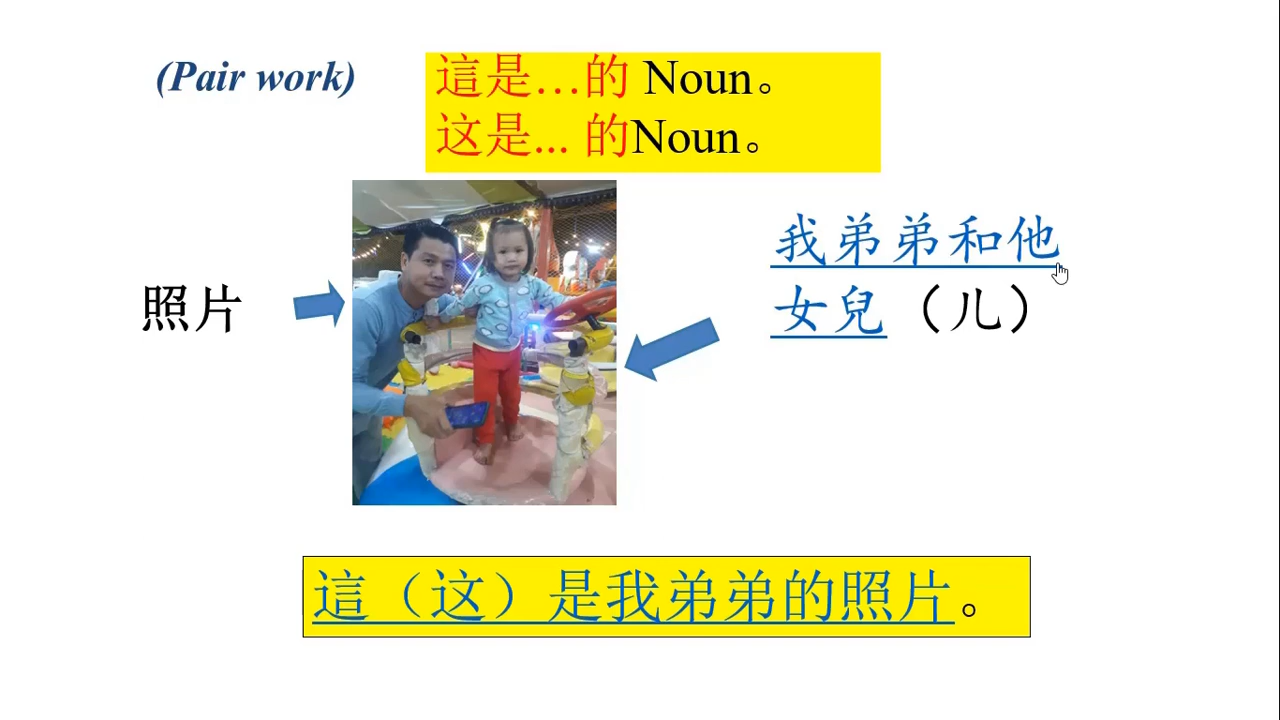 (Pair work)
這是…的 Noun。
这是... 的Noun。
照片
我弟弟和他
女兒（儿）
這（这）是我弟弟的照片。